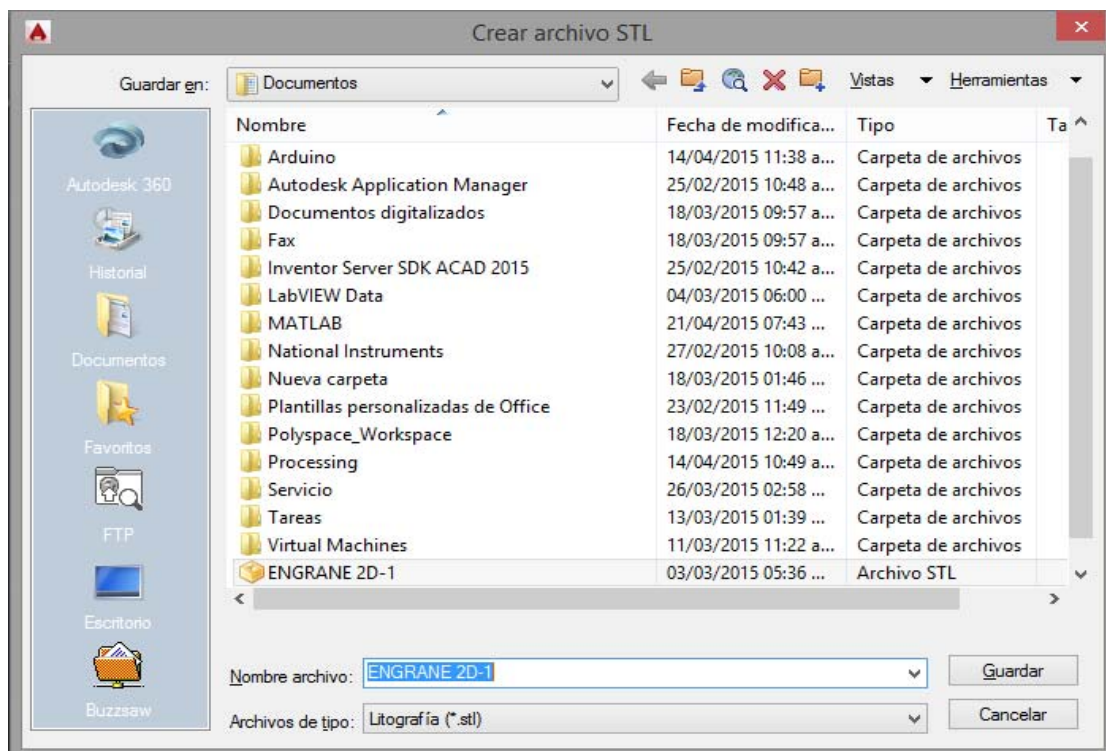 Crear archivo STL
Guardar en: Documentos Vistas Herramientas
Nombre Fecha de modifica... Tipo Ta
Arduino 14/04/2015 11:38 a... Carpeta de archivos
Autodesk Application Manager 25/02/2015 10:48 a... Carpeta de archivos
Documentos digitalizados 18/03/2015 09:57 a... Carpeta de archivos
Fax 18/03/2015 09:57 a... Carpeta de archivos
Inventor Server SDK ACAD 2015 25/02/2015 10:42 a... Carpeta de archivos
LabVIEW Data 04/03/2015 06:00 ... Carpeta de archivos
MATLAB 21/04/2015 07:43 ... Carpeta de archivos
National Instruments 27/02/2015 10:08 a... Carpeta de archivos
Nueva carpeta 18/03/2015 01:46 ... Carpeta de archivos
Plantillas personalizadas de Office 23/02/2015 11:49 ... Carpeta de archivos
Polyspace_Workspace 18/03/2015 12:20 a... Carpeta de archivos
Processing 14/04/2015 10:49 a... Carpeta de archivos
Servicio 26/03/2015 02:58 ... Carpeta de archivos
Tareas 13/03/2015 01:39 ... Carpeta de archivos
Virtual Machines 11/03/2015 11:22 a... Carpeta de archivos
ENGRANE 2D-1 03/03/2015 05:36 ... Archivo STL
Autodesk 360
Historial
Documentos
Favoritos
FTP
Escritorio
Buzzsaw
Nombre archivo: ENGRANE 2D-1 Guardar
Archivos de tipo: Litografía (*.stl) Cancelar